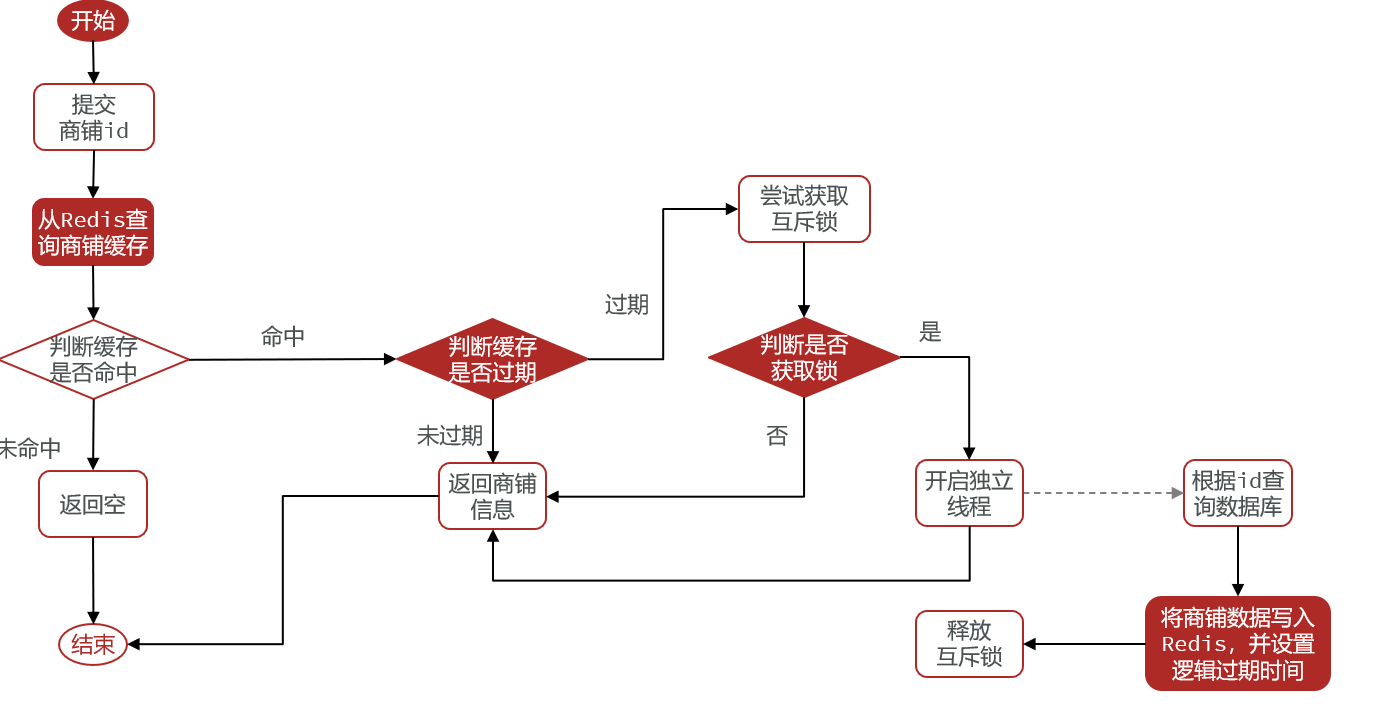 开始
提交
商铺id
从Redis查
询商铺缓存
判断缓存
是否命中
命中
未命中
返回空
结束
判断缓存
是否过期
过期
未过期
返回商铺
信息
尝试获取
互斥锁
判断是否
获取锁
是
否
开启独立
线程
根据id查
询数据库
将商铺数据写入
Redis，并设置
逻辑过期时间
释放
互斥锁